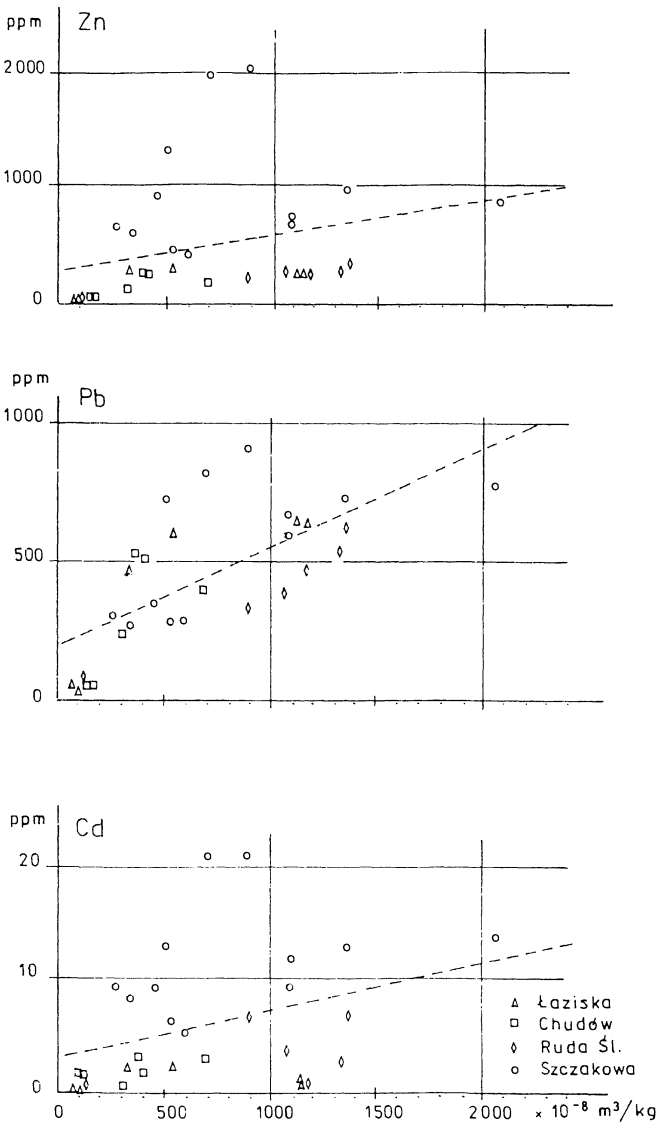 ppm Zn
2000
1000
0
ppm Pb
1000
500
0
ppm Cd
20
10
0
Łaziska
Chudów
Ruda Śl.
Szczakowa
0 500 1000 1500 2000 × 10⁻⁸ m³/kg